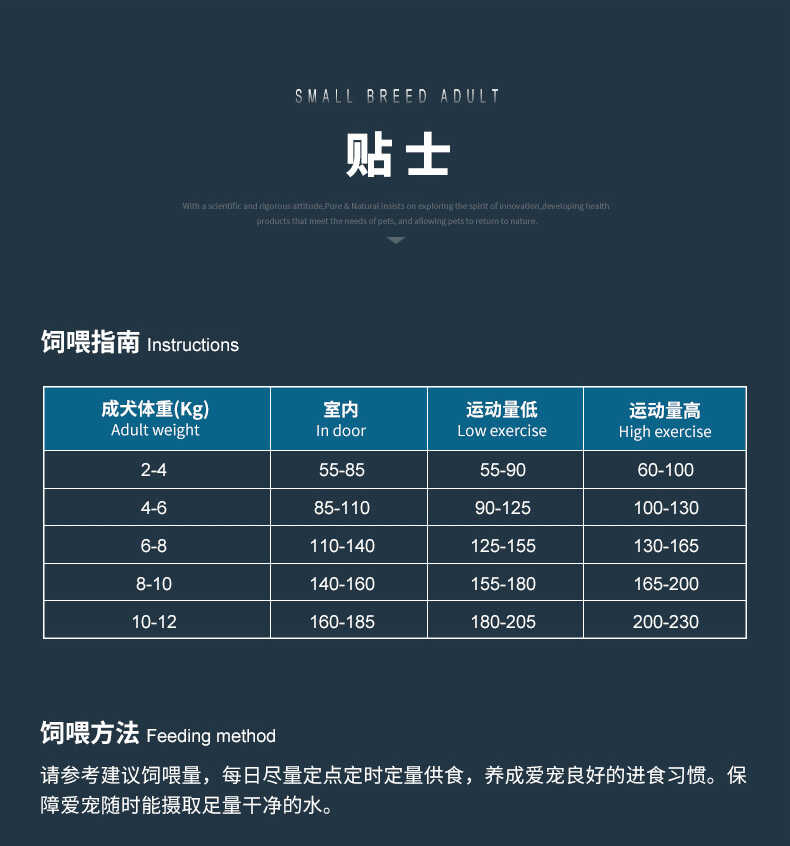 SMALL BREED ADULT
贴士
With a scientific and rigorous attitude,Pure & Natural insists on exploring the spirit of innovation,developing health
products that meet the needs of pets, and allowing pets to return to nature.
饲喂指南 Instructions
成犬体重(Kg) 室内 运动量低 运动量高
Adult weight In door Low exercise High exercise
2-4 55-85 55-90 60-100
4-6 85-110 90-125 100-130
6-8 110-140 125-155 130-165
8-10 140-160 155-180 165-200
10-12 160-185 180-205 200-230
饲喂方法 Feeding method
请参考建议饲喂量，每日尽量定点定时定量供食，养成爱宠良好的进食习惯。保
障爱宠随时能摄取足量干净的水。